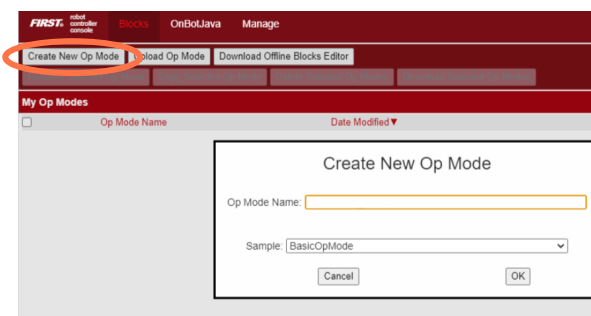 FIRST. robot controller console Blocks OnBotJava Manage
Create New Op Mode Upload Op Mode Download Offline Blocks Editor
My Op Modes
Op Mode Name Date Modified▼
Create New Op Mode
Op Mode Name:
Sample: BasicOpMode
Cancel OK